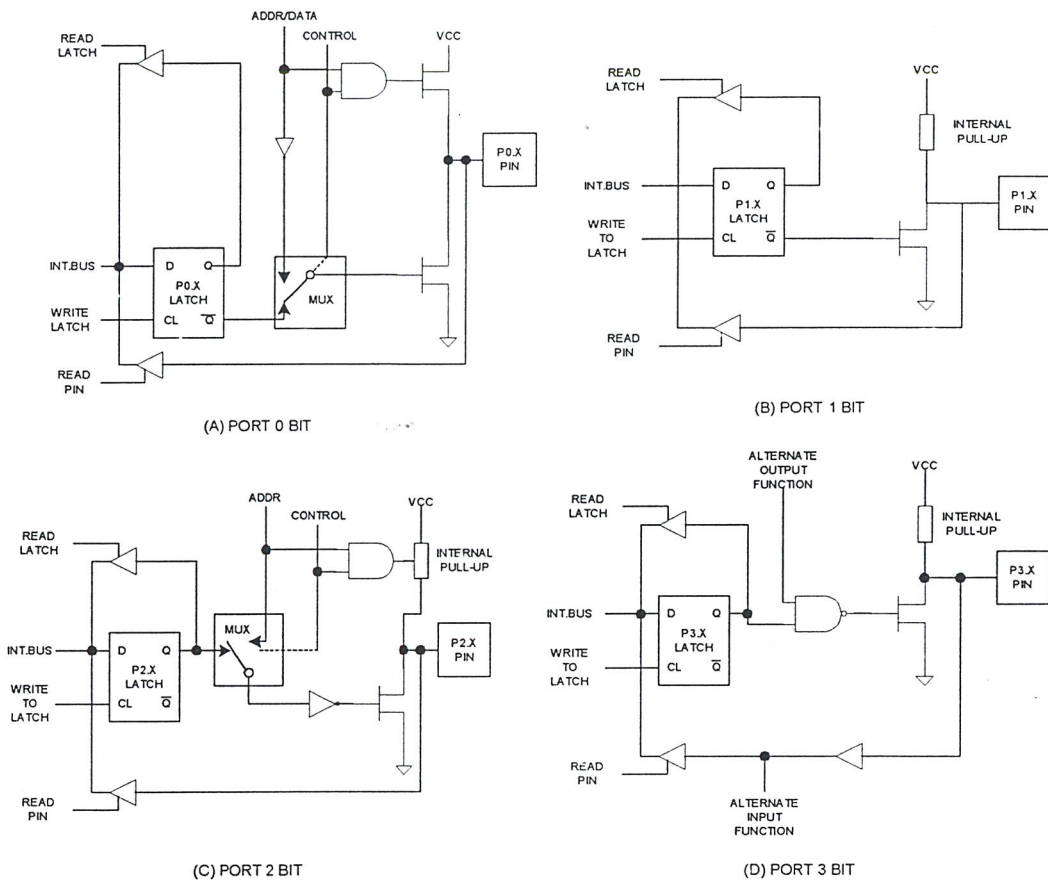 ADDR/DATA
CONTROL
VCC
READ
LATCH
P0.X
PIN
INT.BUS
D
Q
P0.X
LATCH
CL
Q
MUX
WRITE
LATCH
READ
PIN
(A) PORT 0 BIT
VCC
READ
LATCH
INTERNAL
PULL-UP
INT.BUS
D
Q
P1.X
LATCH
CL
Q
P1.X
PIN
WRITE
TO
LATCH
READ
PIN
(B) PORT 1 BIT
ADDR
CONTROL
VCC
READ
LATCH
INTERNAL
PULL-UP
MUX
INT.BUS
D
Q
P2.X
LATCH
CL
Q
P2.X
PIN
WRITE
TO
LATCH
READ
PIN
(C) PORT 2 BIT
ALTERNATE
OUTPUT
FUNCTION
VCC
READ
LATCH
INTERNAL
PULL-UP
P3.X
PIN
INT.BUS
D
Q
P3.X
LATCH
CL
Q
WRITE
TO
LATCH
READ
PIN
ALTERNATE
INPUT
FUNCTION
(D) PORT 3 BIT